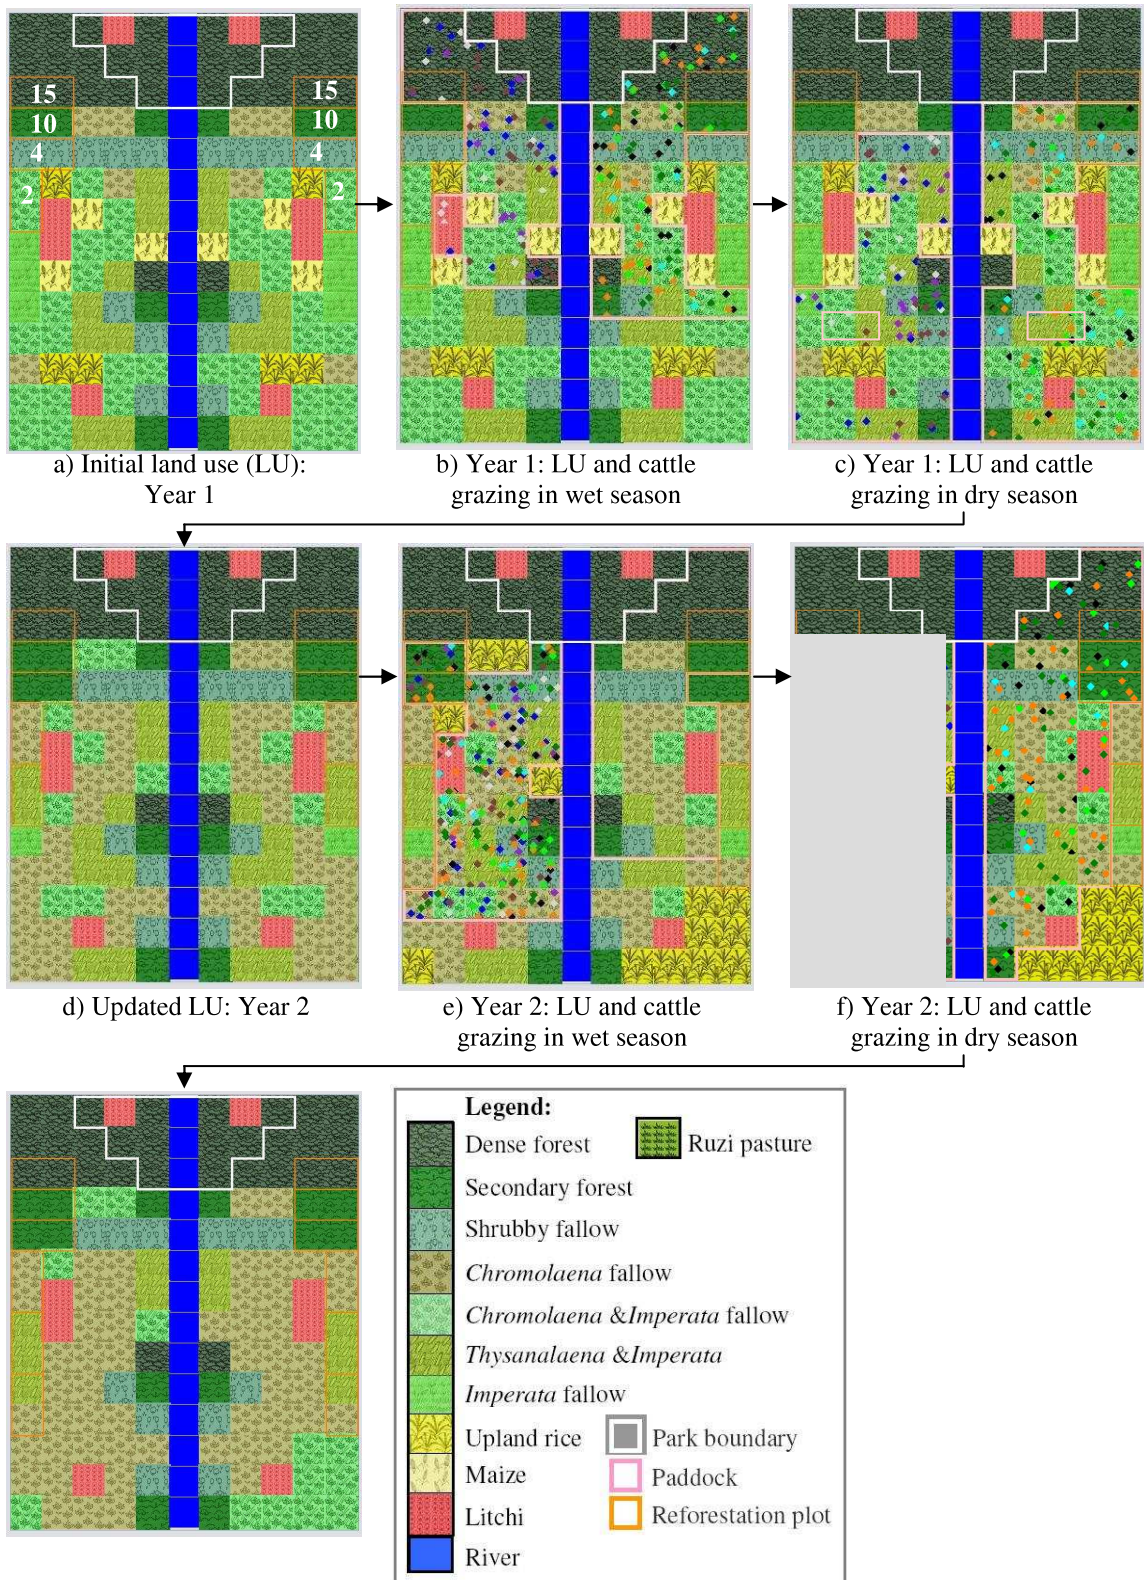 15 15
10 10
4 4
2 2
a) Initial land use (LU):
Year 1
b) Year 1: LU and cattle
grazing in wet season
c) Year 1: LU and cattle
grazing in dry season
d) Updated LU: Year 2
e) Year 2: LU and cattle
grazing in wet season
f) Year 2: LU and cattle
grazing in dry season
Legend:
Dense forest Ruzi pasture
Secondary forest
Shrubby fallow
Chromolaena fallow
Chromolaena &Imperata fallow
Thysanalaena &Imperata
Imperata fallow
Upland rice Park boundary
Maize Paddock
Litchi Reforestation plot
River